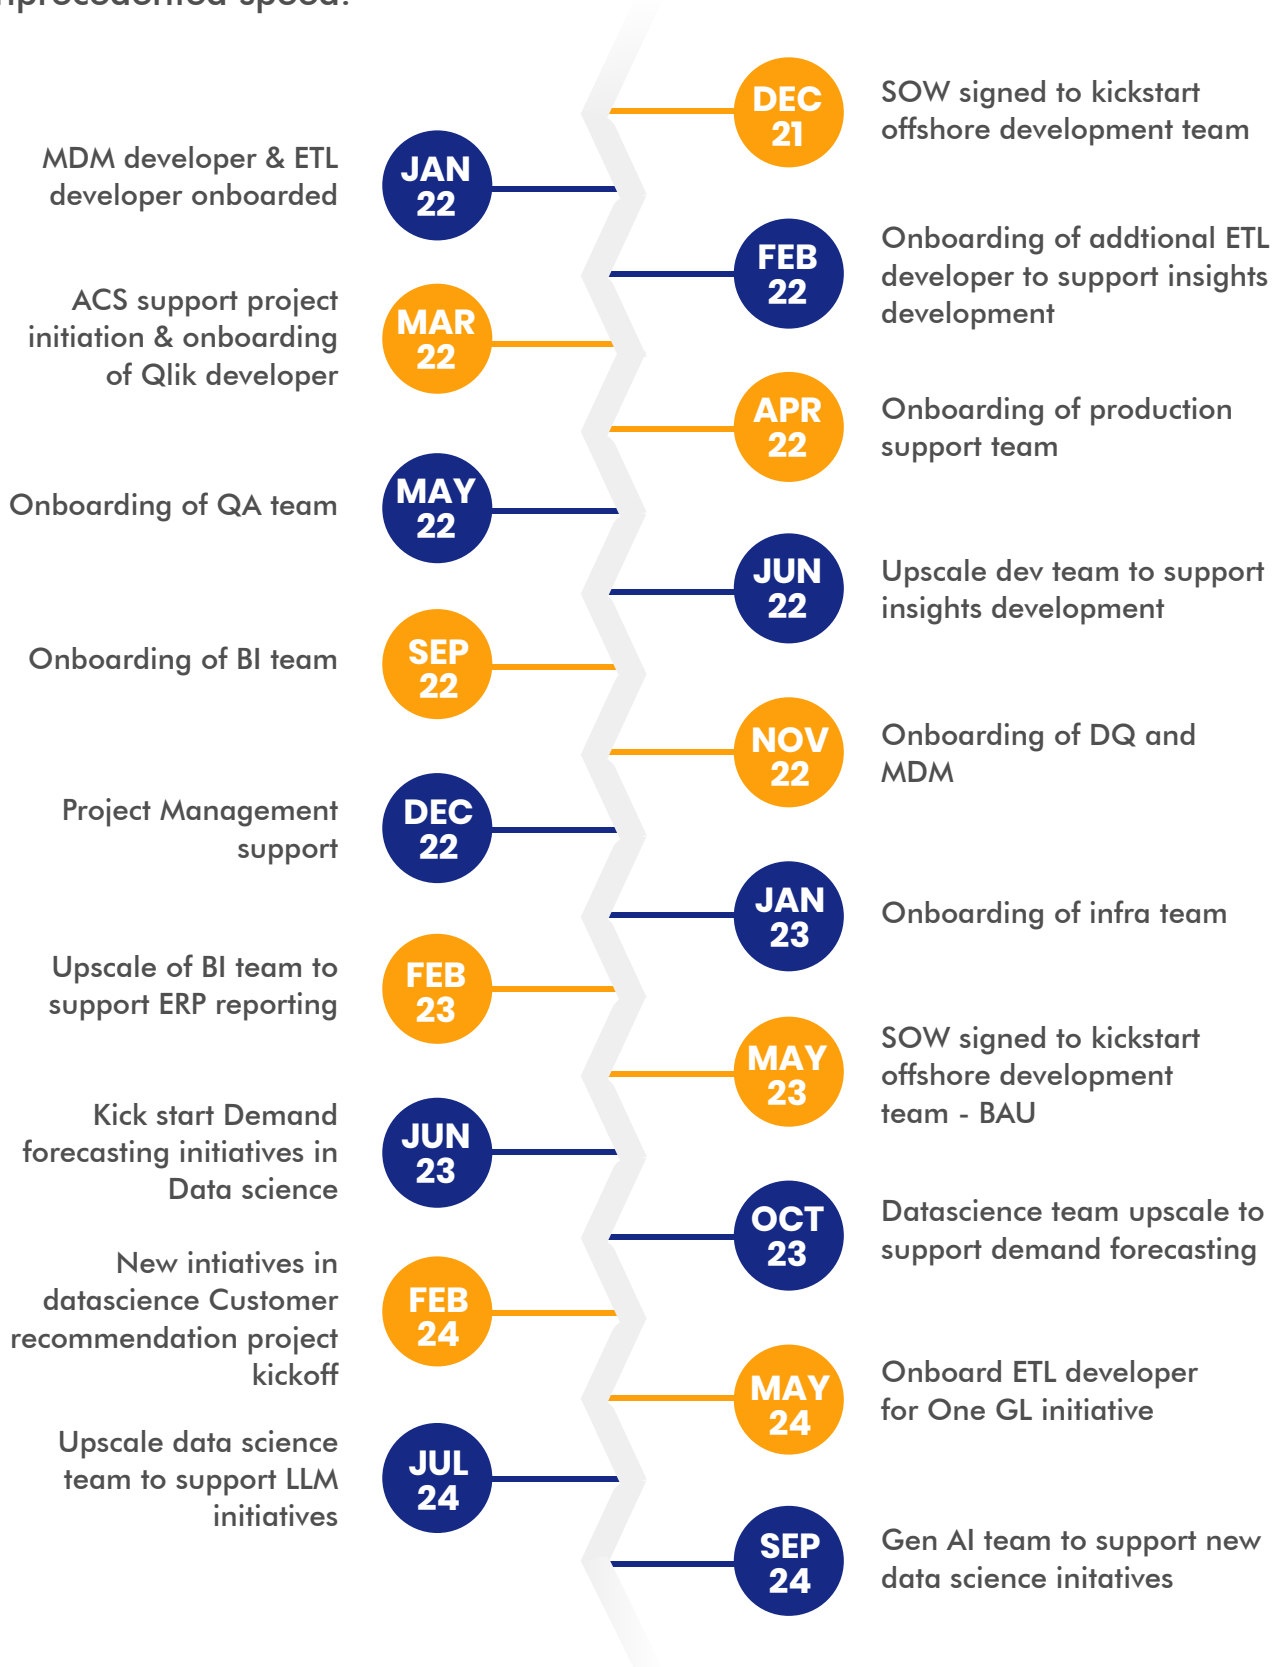 speed.
DEC
21
SOW signed to kickstart
offshore development team
JAN
22
MDM developer & ETL
developer onboarded
FEB
22
Onboarding of addtional ETL
developer to support insights
development
MAR
22
ACS support project
initiation & onboarding
of Qlik developer
APR
22
Onboarding of production
support team
MAY
22
Onboarding of QA team
JUN
22
Upscale dev team to support
insights development
SEP
22
Onboarding of BI team
NOV
22
Onboarding of DQ and
MDM
DEC
22
Project Management
support
JAN
23
Onboarding of infra team
FEB
23
Upscale of BI team to
support ERP reporting
MAY
23
SOW signed to kickstart
offshore development
team - BAU
JUN
23
Kick start Demand
forecasting initiatives in
Data science
OCT
23
Datascience team upscale to
support demand forecasting
FEB
24
New intiatives in
datascience Customer
recommendation project
kickoff
MAY
24
Onboard ETL developer
for One GL initiative
JUL
24
Upscale data science
team to support LLM
initiatives
SEP
24
Gen AI team to support new
data science initatives